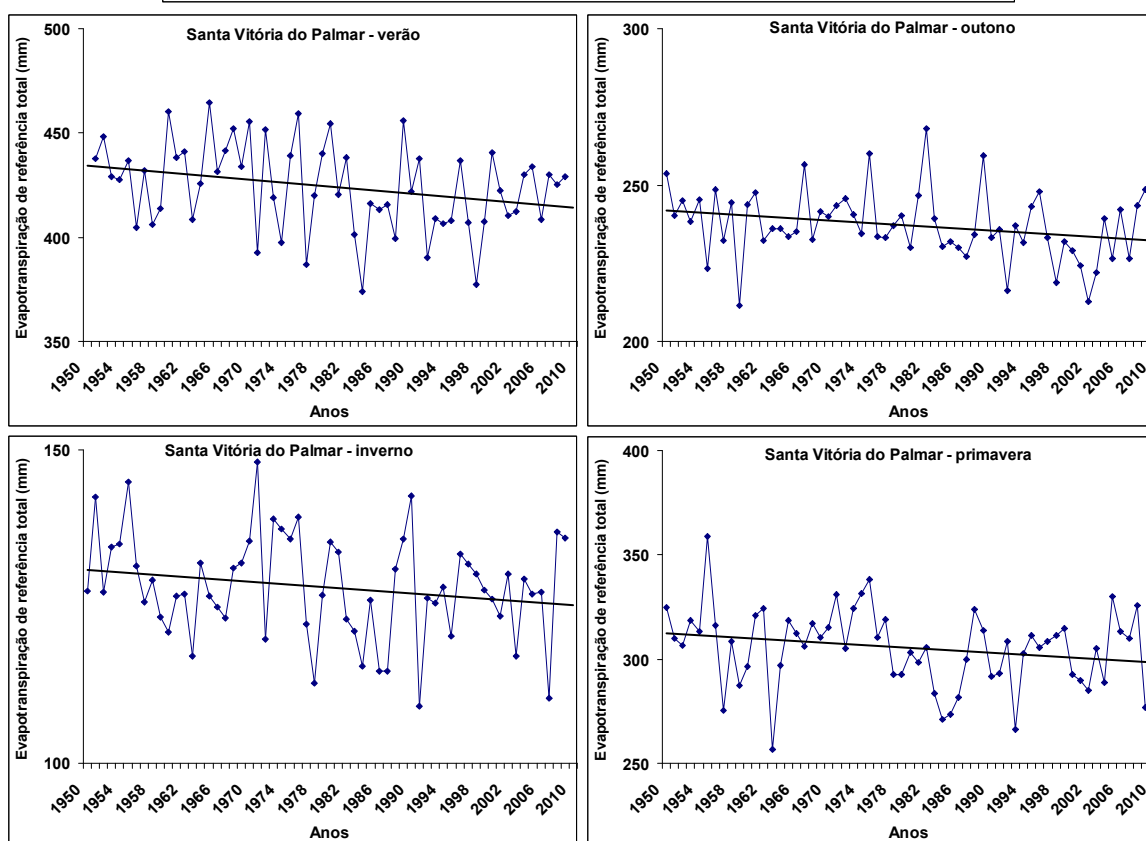 Santa Vitória do Palmar - verão
Evapotranspiração de referência total (mm)
500
450
400
350
1950 1954 1958 1962 1966 1970 1974 1978 1982 1986 1990 1994 1998 2002 2006 2010
Anos
Santa Vitória do Palmar - outono
Evapotranspiração de referência total (mm)
300
250
200
1950 1954 1958 1962 1966 1970 1974 1978 1982 1986 1990 1994 1998 2002 2006 2010
Anos
Santa Vitória do Palmar - inverno
Evapotranspiração de referência total (mm)
150
100
1950 1954 1958 1962 1966 1970 1974 1978 1982 1986 1990 1994 1998 2002 2006 2010
Anos
Santa Vitória do Palmar - primavera
Evapotranspiração de referência total (mm)
400
350
300
250
1950 1954 1958 1962 1966 1970 1974 1978 1982 1986 1990 1994 1998 2002 2006 2010
Anos